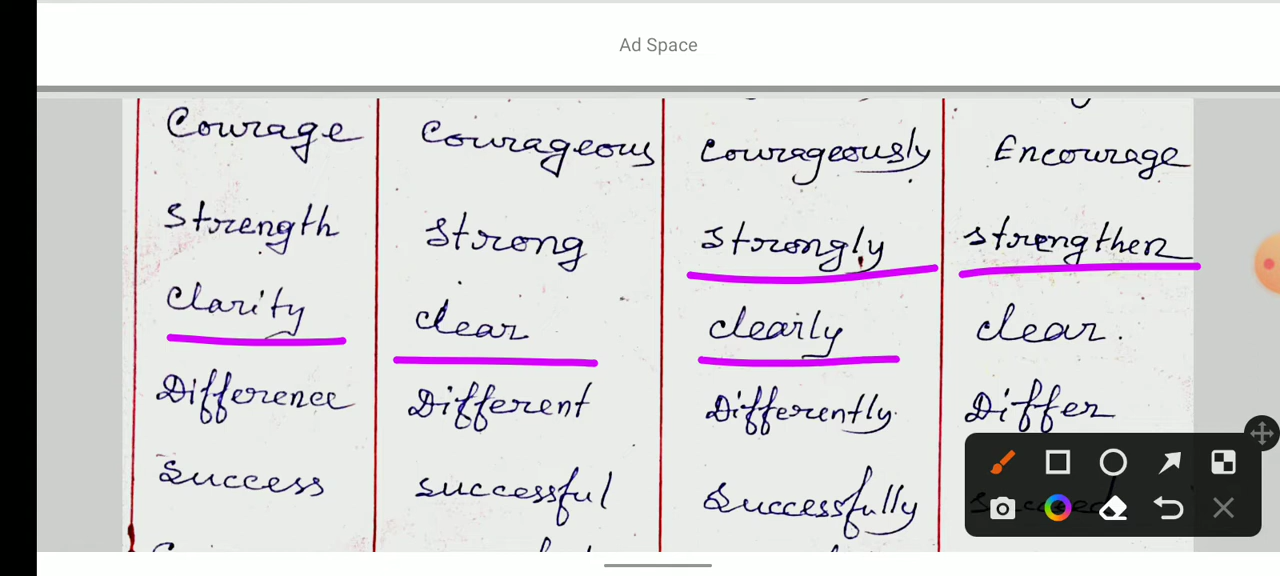 Ad Space
Courage Courageous Courageously Encourage
Strength Strong Strongly strengthen
Clarity clear clearly clear.
Difference Different Differently Differ
Success successful Successfully